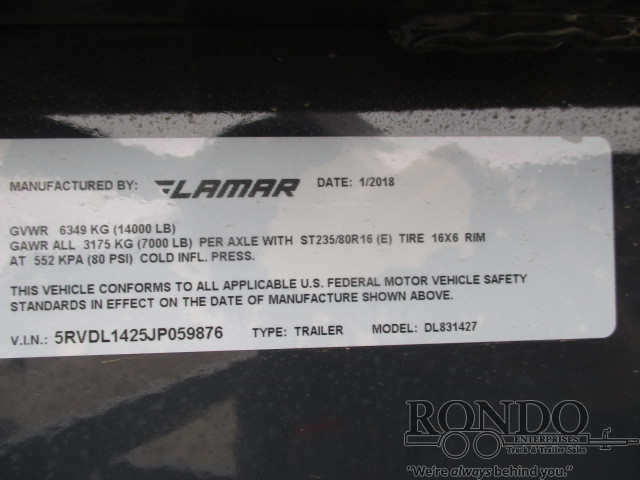 MANUFACTURED BY: LAMAR DATE: 1/2018
GVWR 6349 KG (14000 LB)
GAWR ALL 3175 KG (7000 LB) PER AXLE WITH ST235/80R16 (E) TIRE 16X6 RIM
AT 552 KPA (80 PSI) COLD INFL. PRESS.
THIS VEHICLE CONFORMS TO ALL APPLICABLE U.S. FEDERAL MOTOR VEHICLE SAFETY
STANDARDS IN EFFECT ON THE DATE OF MANUFACTURE SHOWN ABOVE.
V.I.N.: 5RVDL1425JP059876 TYPE: TRAILER MODEL: DL831427
RONDO
ENTERPRISES
Truck & Trailer Sales
"We're always behind you."